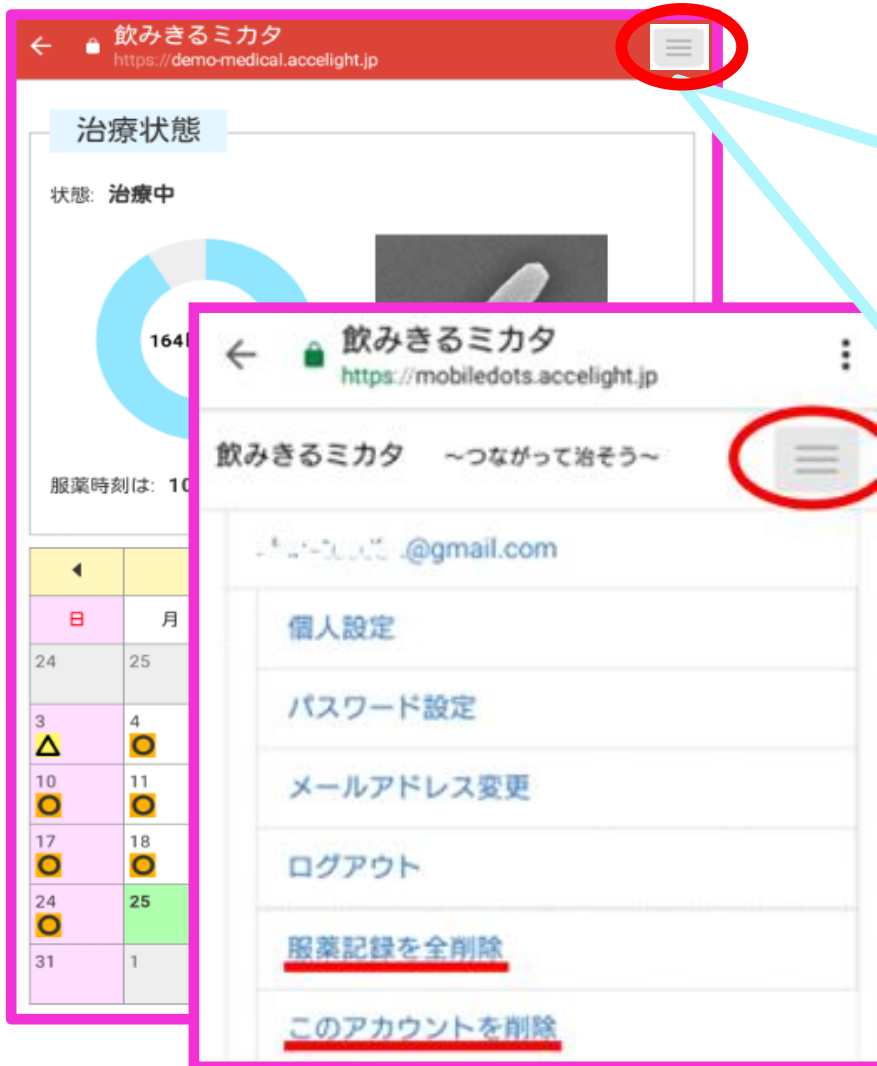 飲みきるミカタ
https://demo-medical.accelight.jp
治療状態
状態: 治療中
164
服薬時刻は: 10
日 月
24 25
3 4
10 11
17 18
24 25
31 1
飲みきるミカタ
https://mobiledots.accelight.jp
飲みきるミカタ ~つながって治そう~
@gmail.com
個人設定
パスワード設定
メールアドレス変更
ログアウト
服薬記録を全削除
このアカウントを削除